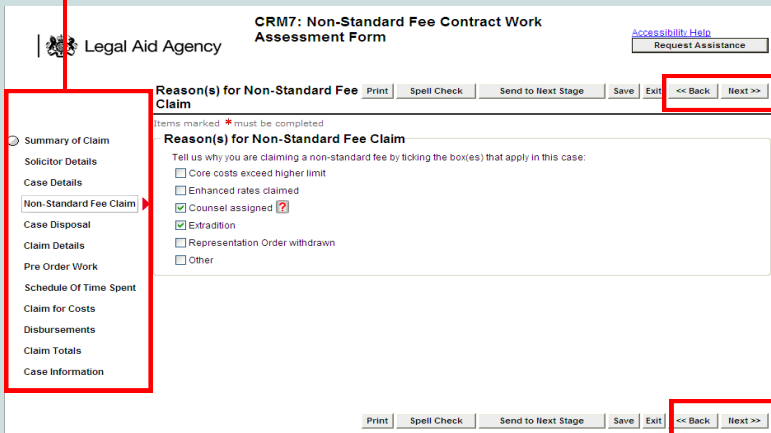 CRM7: Non-Standard Fee Contract Work
Assessment Form
Legal Aid Agency
Accessibility Help
Request Assistance
Reason(s) for Non-Standard Fee
Claim
Print Spell Check Send to Next Stage Save Exit << Back Next >>
Items marked * must be completed
Summary of Claim
Solicitor Details
Case Details
Non-Standard Fee Claim
Case Disposal
Claim Details
Pre Order Work
Schedule Of Time Spent
Claim for Costs
Disbursements
Claim Totals
Case Information
Reason(s) for Non-Standard Fee Claim
Tell us why you are claiming a non-standard fee by ticking the box(es) that apply in this case:
Core costs exceed higher limit
Enhanced rates claimed
Counsel assigned ?
Extradition
Representation Order withdrawn
Other
Print Spell Check Send to Next Stage Save Exit << Back Next >>